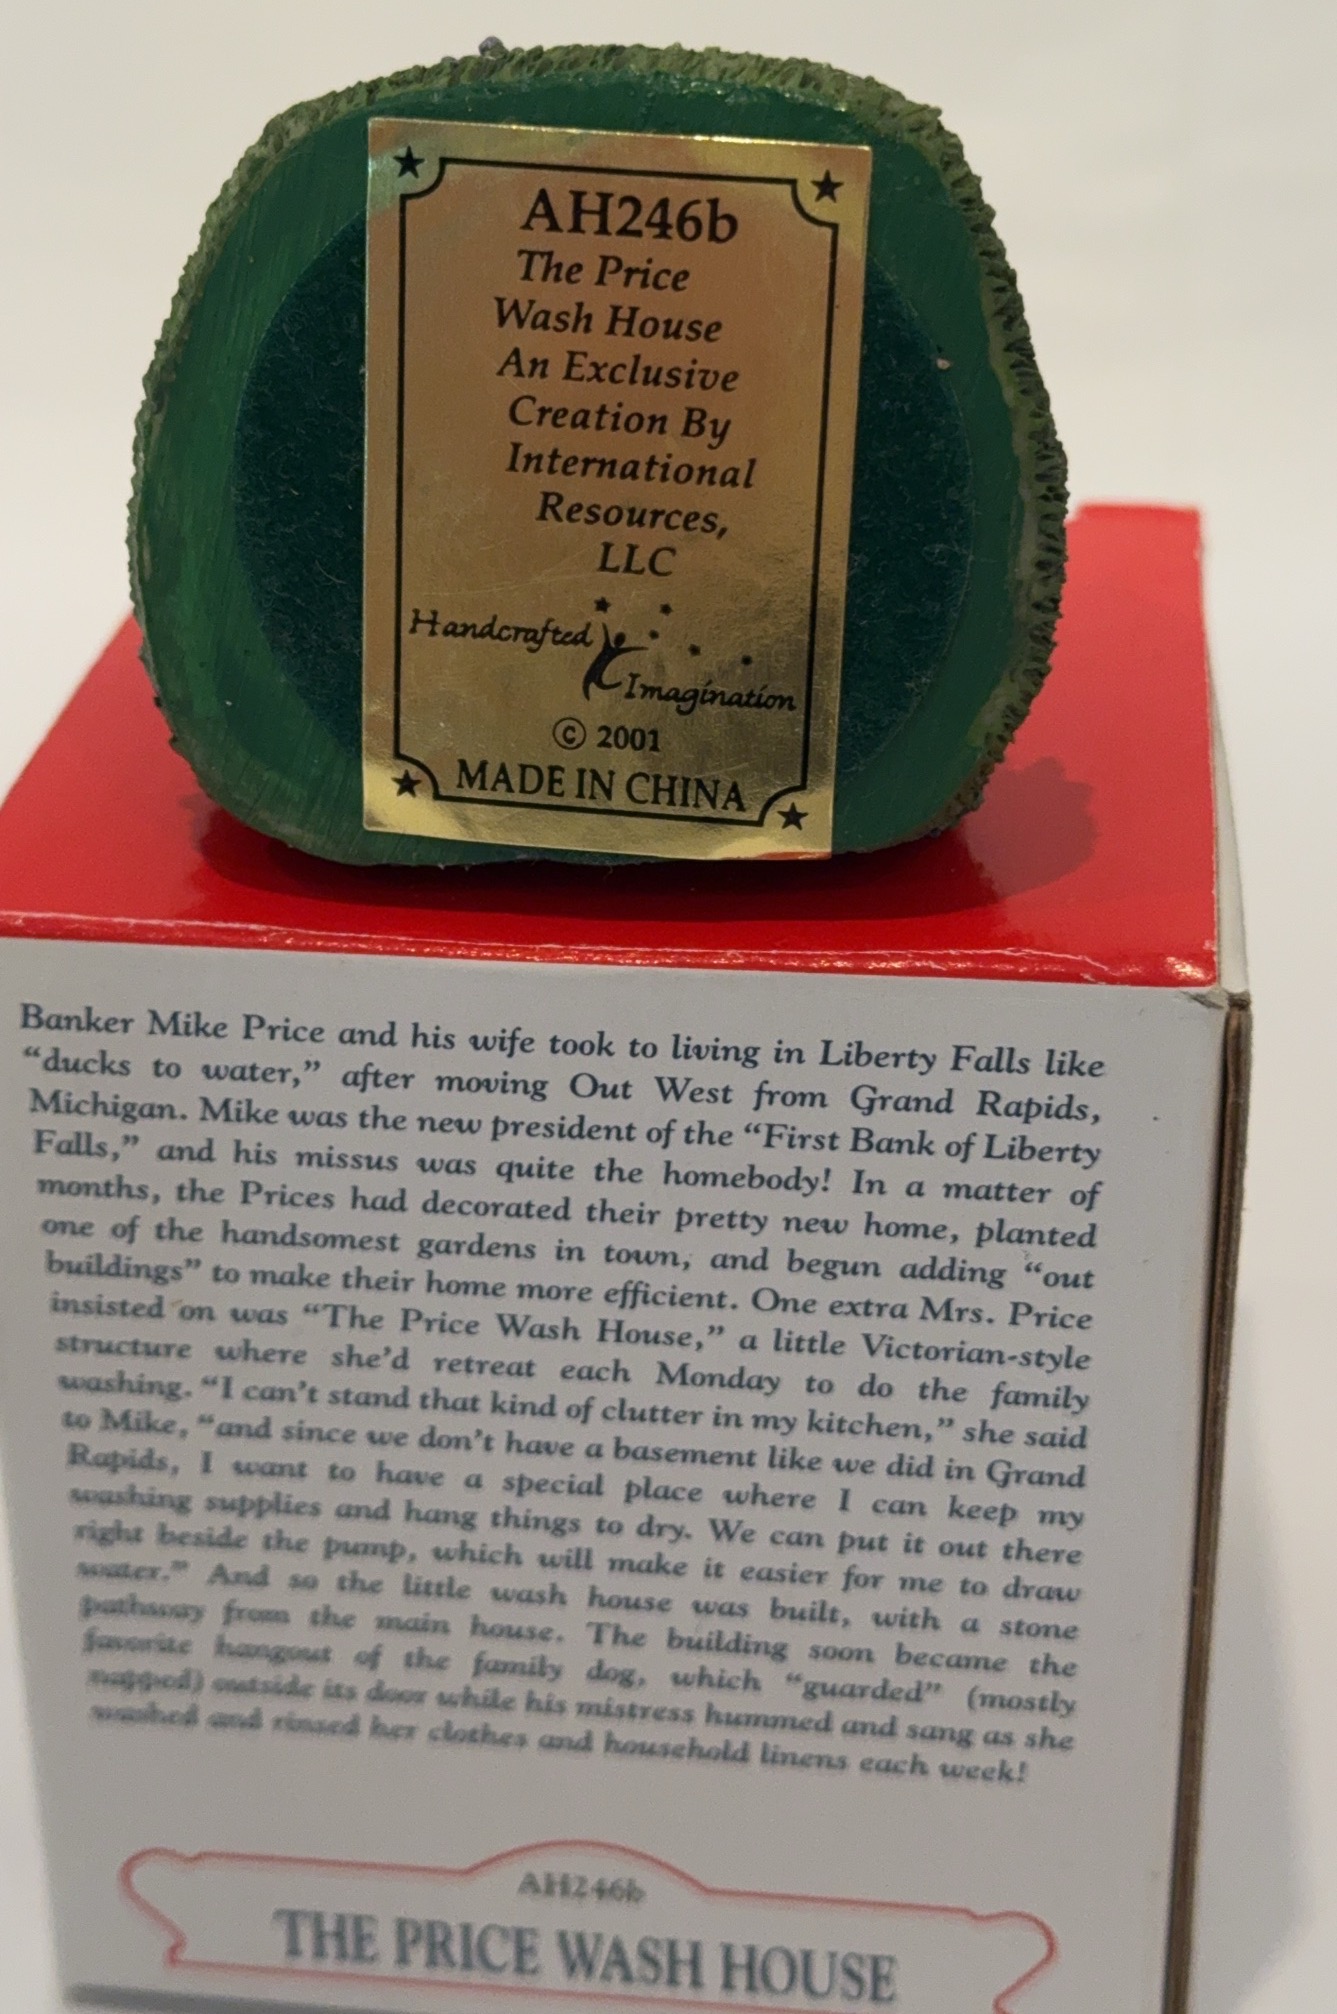 AH246b
The Price
Wash House
An Exclusive
Creation By
International
Resources,
LLC
Handcrafted
Imagination
© 2001
MADE IN CHINA
Banker Mike Price and his wife took to living in Liberty Falls like
“ducks to water,” after moving Out West from Grand Rapids,
Michigan. Mike was the new president of the “First Bank of Liberty
Falls,” and his missus was quite the homebody! In a matter of
months, the Prices had decorated their pretty new home, planted
one of the handsomest gardens in town, and begun adding “out
buildings” to make their home more efficient. One extra Mrs. Price
insisted on was “The Price Wash House,” a little Victorian-style
structure where she’d retreat each Monday to do the family
washing. “I can’t stand that kind of clutter in my kitchen,” she said
to Mike, “and since we don’t have a basement like we did in Grand
Rapids, I want to have a special place where I can keep my
washing supplies and hang things to dry. We can put it out there
right beside the pump, which will make it easier for me to draw
water.” And so the little wash house was built, with a stone
pathway from the main house. The building soon became the
favorite hangout of the family dog, which “guarded” (mostly
napped) outside its door while his mistress hummed and sang as she
washed and rinsed her clothes and household linens each week!
AH246b
THE PRICE WASH HOUSE